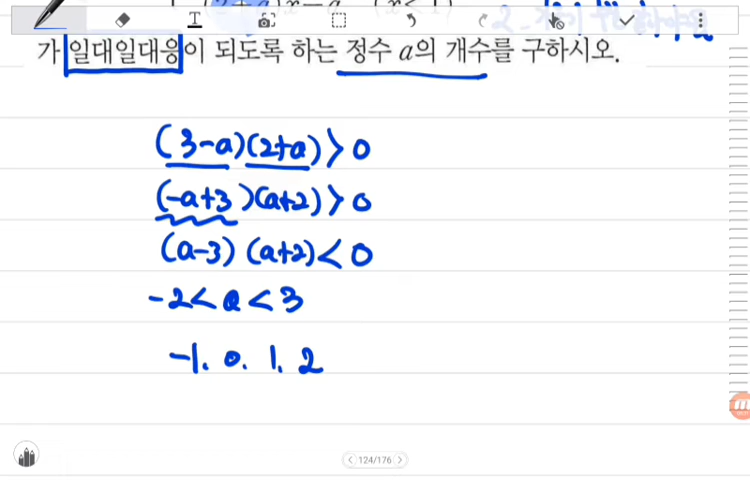 가 일대일대응이 되도록 하는 정수 a의 개수를 구하시오.
(3-a)(2+a)>0
(-a+3)(a+2)>0
(a-3)(a+2)<0
-2<a<3
-1. 0. 1. 2
124/176